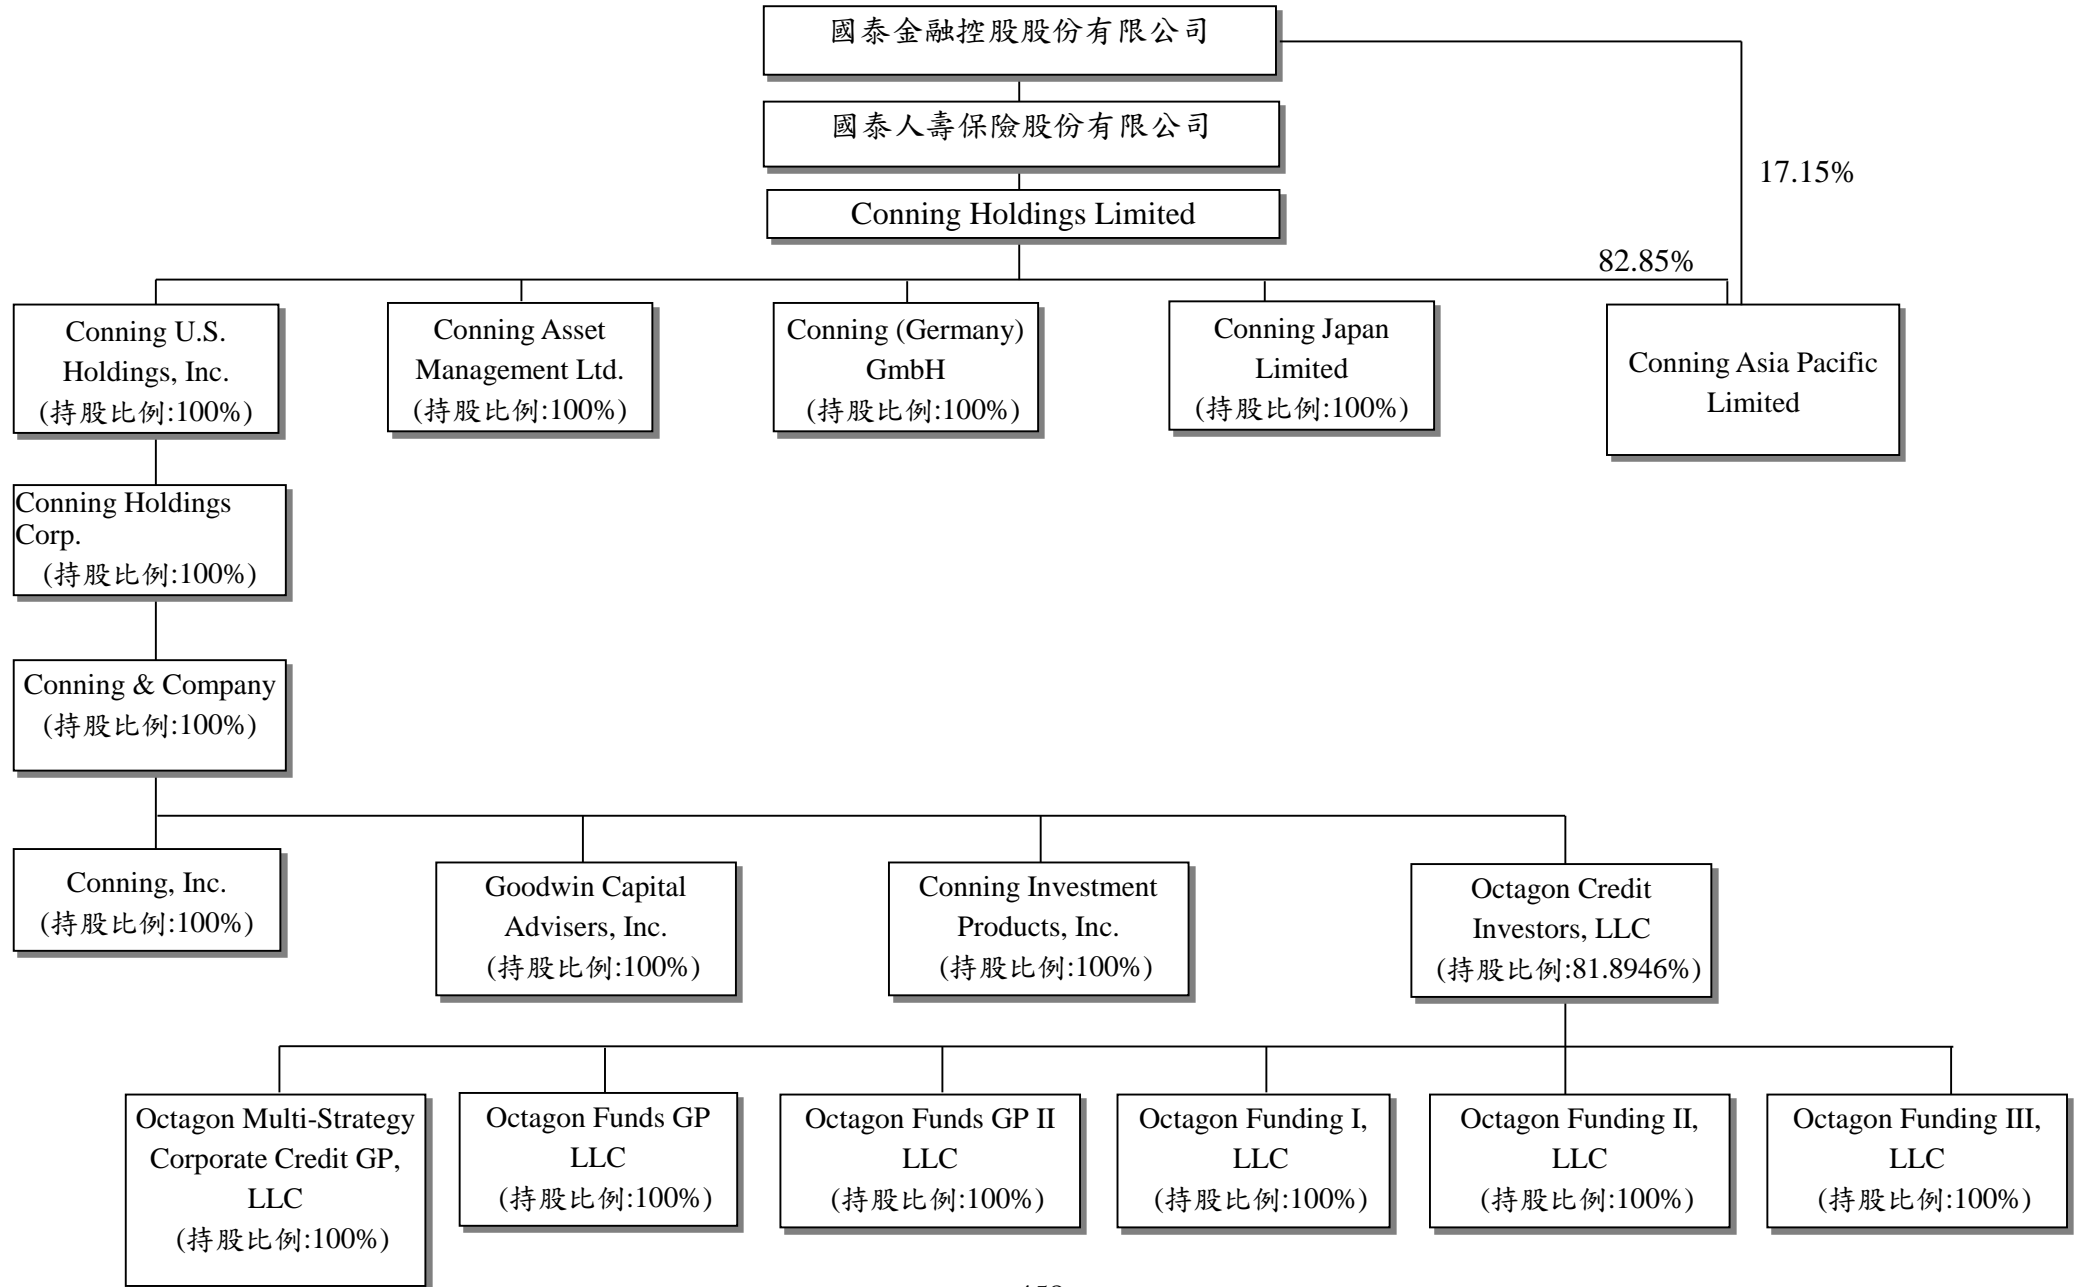 國泰金融控股股份有限公司
國泰人壽保險股份有限公司
17.15%
Conning Holdings Limited
82.85%
Conning U.S.
Holdings, Inc.
(持股比例:100%)
Conning Asset
Management Ltd.
(持股比例:100%)
Conning (Germany)
GmbH
(持股比例:100%)
Conning Japan
Limited
(持股比例:100%)
Conning Asia Pacific
Limited
Conning Holdings
Corp.
(持股比例:100%)
Conning & Company
(持股比例:100%)
Conning, Inc.
(持股比例:100%)
Goodwin Capital
Advisers, Inc.
(持股比例:100%)
Conning Investment
Products, Inc.
(持股比例:100%)
Octagon Credit
Investors, LLC
(持股比例:81.8946%)
Octagon Multi-Strategy
Corporate Credit GP,
LLC
(持股比例:100%)
Octagon Funds GP
LLC
(持股比例:100%)
Octagon Funds GP II
LLC
(持股比例:100%)
Octagon Funding I,
LLC
(持股比例:100%)
Octagon Funding II,
LLC
(持股比例:100%)
Octagon Funding III,
LLC
(持股比例:100%)